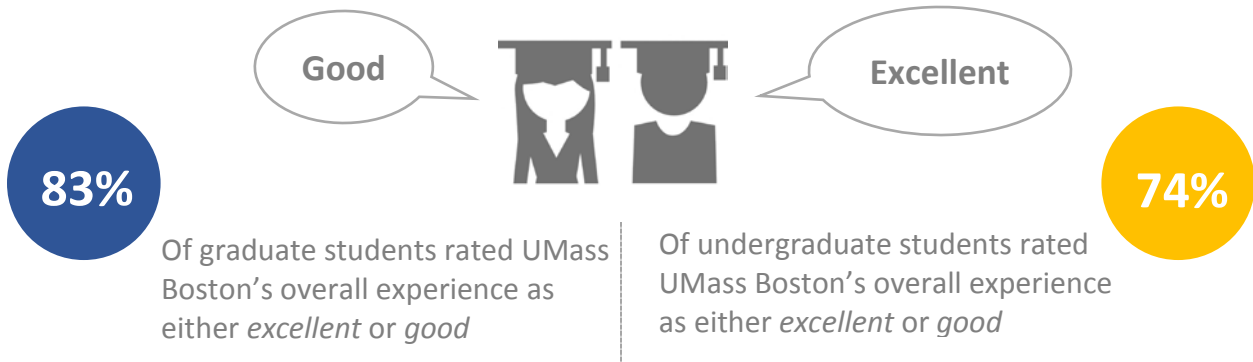 Good
Excellent
83%
74%
Of graduate students rated UMass
Boston’s overall experience as
either excellent or good
Of undergraduate students rated
UMass Boston’s overall experience
as either excellent or good